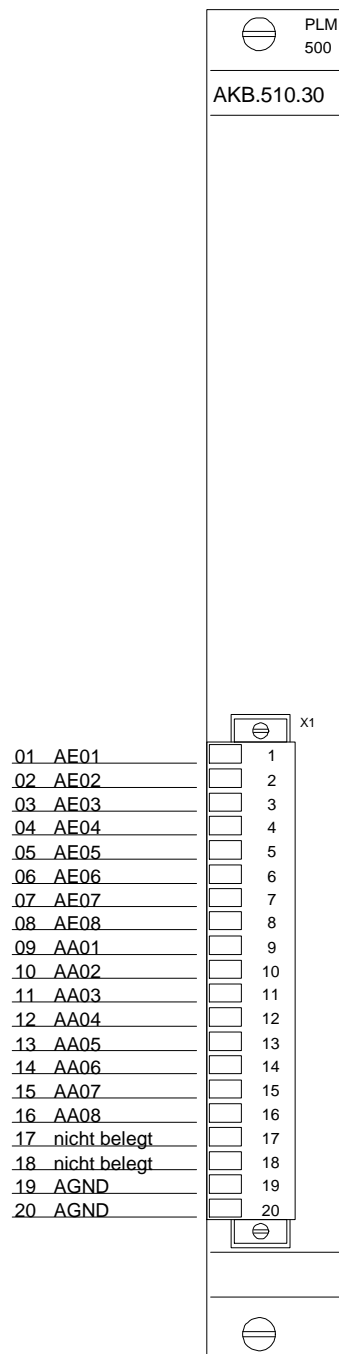 PLM
500
AKB.510.30
X1
01 AE01 1
02 AE02 2
03 AE03 3
04 AE04 4
05 AE05 5
06 AE06 6
07 AE07 7
08 AE08 8
09 AA01 9
10 AA02 10
11 AA03 11
12 AA04 12
13 AA05 13
14 AA06 14
15 AA07 15
16 AA08 16
17 nicht belegt 17
18 nicht belegt 18
19 AGND 19
20 AGND 20